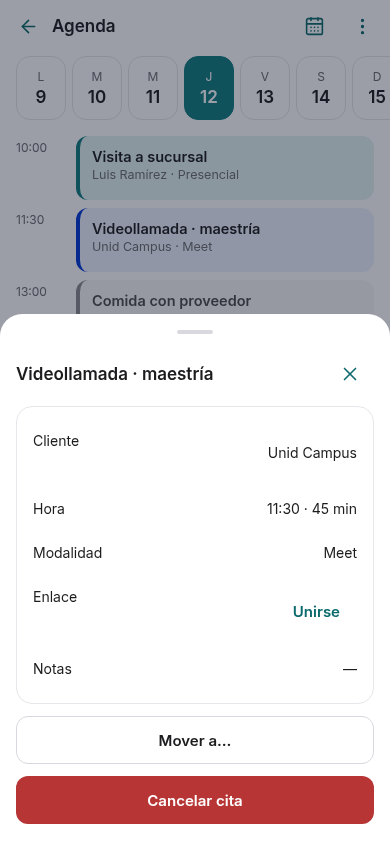 Agenda
L M M J V S D
9 10 11 12 13 14 15
10:00
Visita a sucursal
Luis Ramírez · Presencial
11:30
Videollamada · maestría
Unid Campus · Meet
13:00
Comida con proveedor
Videollamada · maestría
Cliente Unid Campus
Hora 11:30 · 45 min
Modalidad Meet
Enlace Unirse
Notas —
Mover a...
Cancelar cita